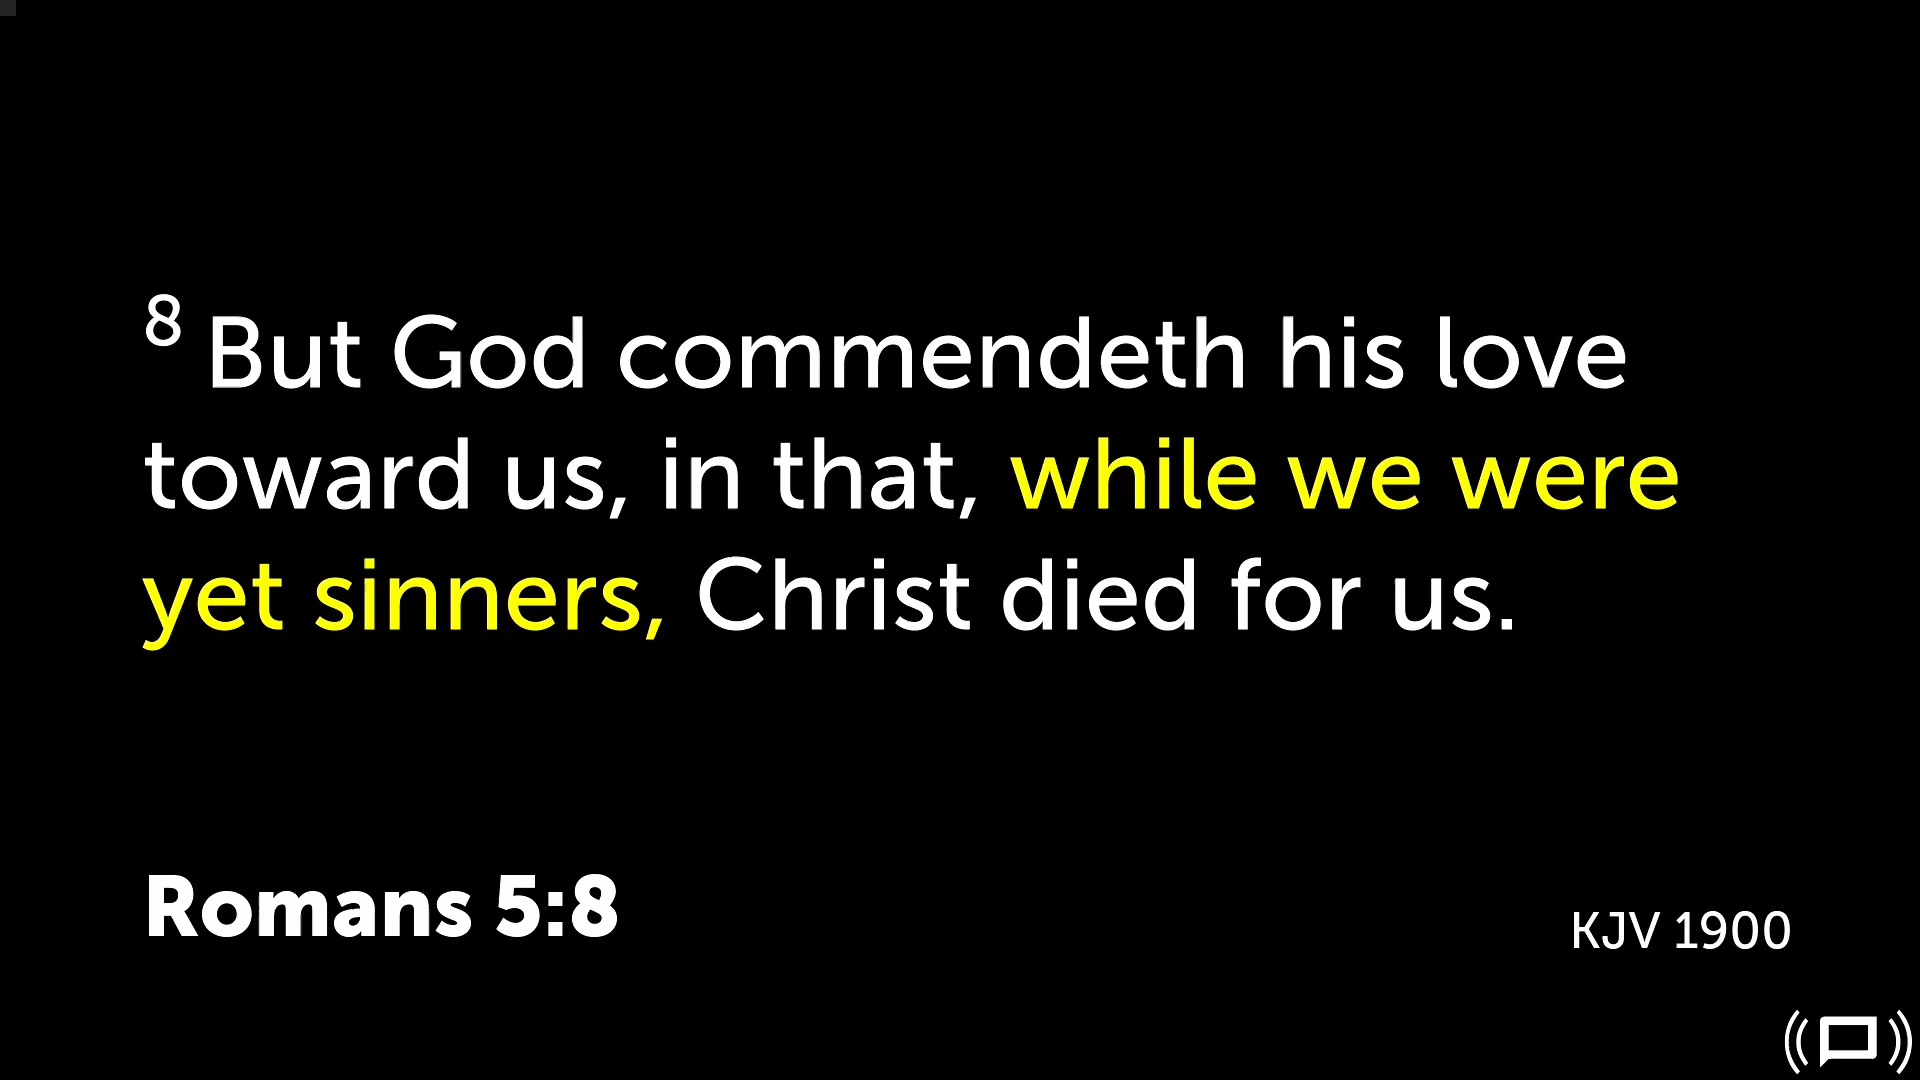 8 But God commendeth his love
toward us, in that, while we were
yet sinners, Christ died for us.
Romans 5:8
KJV 1900